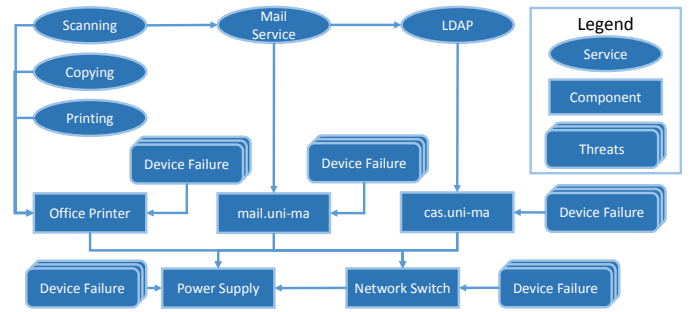 Scanning
Mail
Service
LDAP
Legend
Service
Copying
Component
Printing
Threats
Device Failure
Device Failure
Office Printer
mail.uni-ma
cas.uni-ma
Device Failure
Device Failure
Power Supply
Network Switch
Device Failure